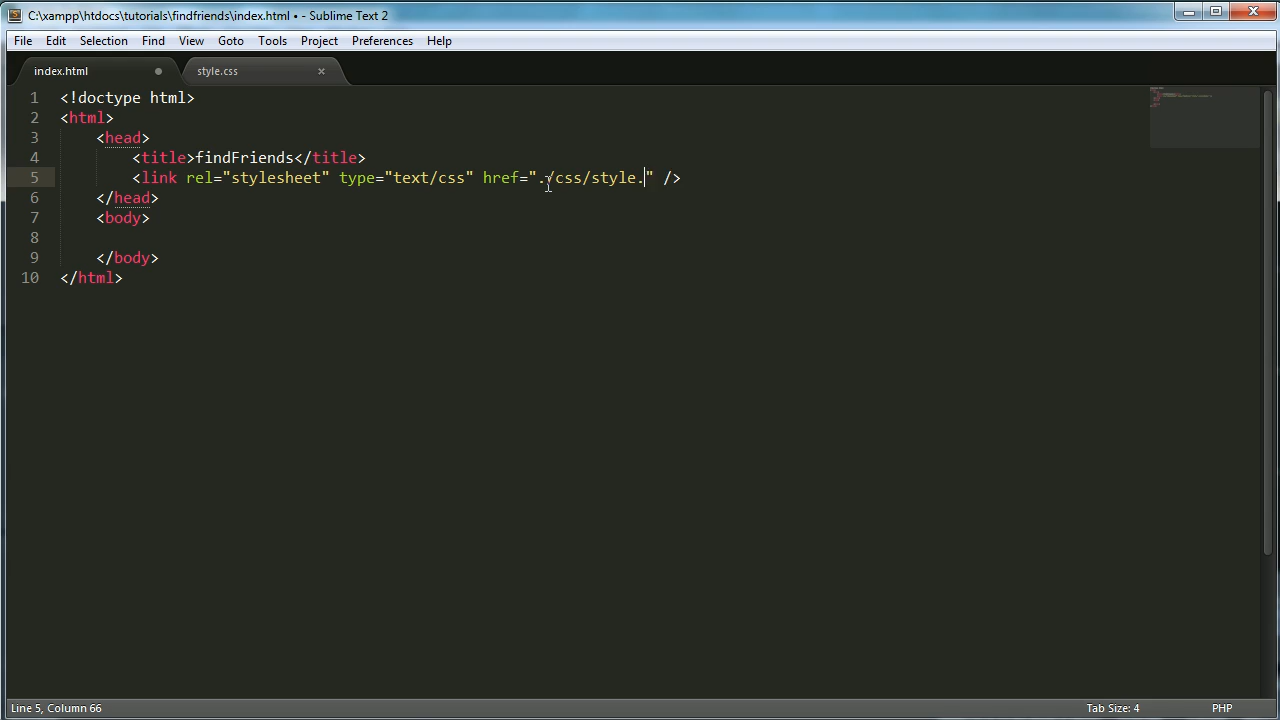 C:\xampp\htdocs\tutorials\findfriends\index.html • - Sublime Text 2
File Edit Selection Find View Goto Tools Project Preferences Help
index.html style.css
1 <!doctype html>
2 <html>
3 <head>
4 <title>findFriends</title>
5 <link rel="stylesheet" type="text/css" href="./css/style." />
6 </head>
7 <body>
8
9 </body>
10 </html>
Line 5, Column 66 Tab Size: 4 PHP